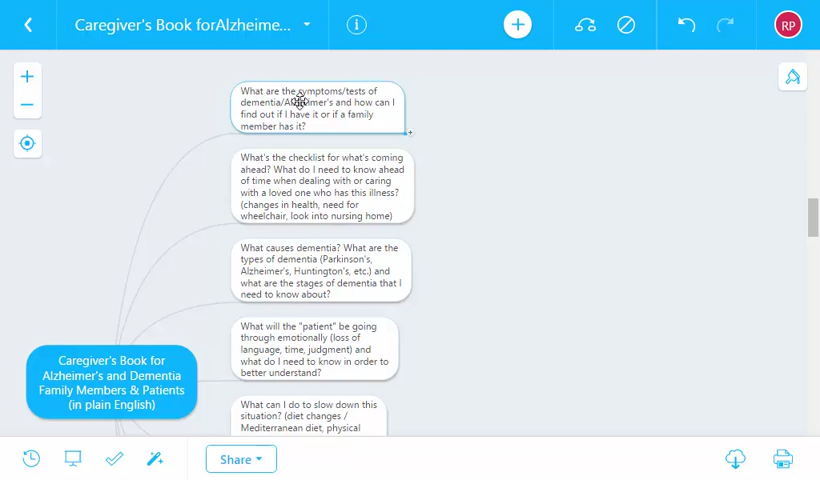 Caregiver's Book forAlzheime...
RP
What are the symptoms/tests of
dementia/Alzheimer's and how can I
find out if I have it or if a family
member has it?
What's the checklist for what's coming
ahead? What do I need to know ahead
of time when dealing with or caring
with a loved one who has this illness?
(changes in health, need for
wheelchair, look into nursing home)
What causes dementia? What are the
types of dementia (Parkinson's,
Alzheimer's, Huntington's, etc.) and
what are the stages of dementia that I
need to know about?
What will the "patient" be going
through emotionally (loss of
language, time, judgment) and
what do I need to know in order to
better understand?
Caregiver's Book for
Alzheimer's and Dementia
Family Members & Patients
(in plain English)
What can I do to slow down this
situation? (diet changes /
Mediterranean diet, physical
Share